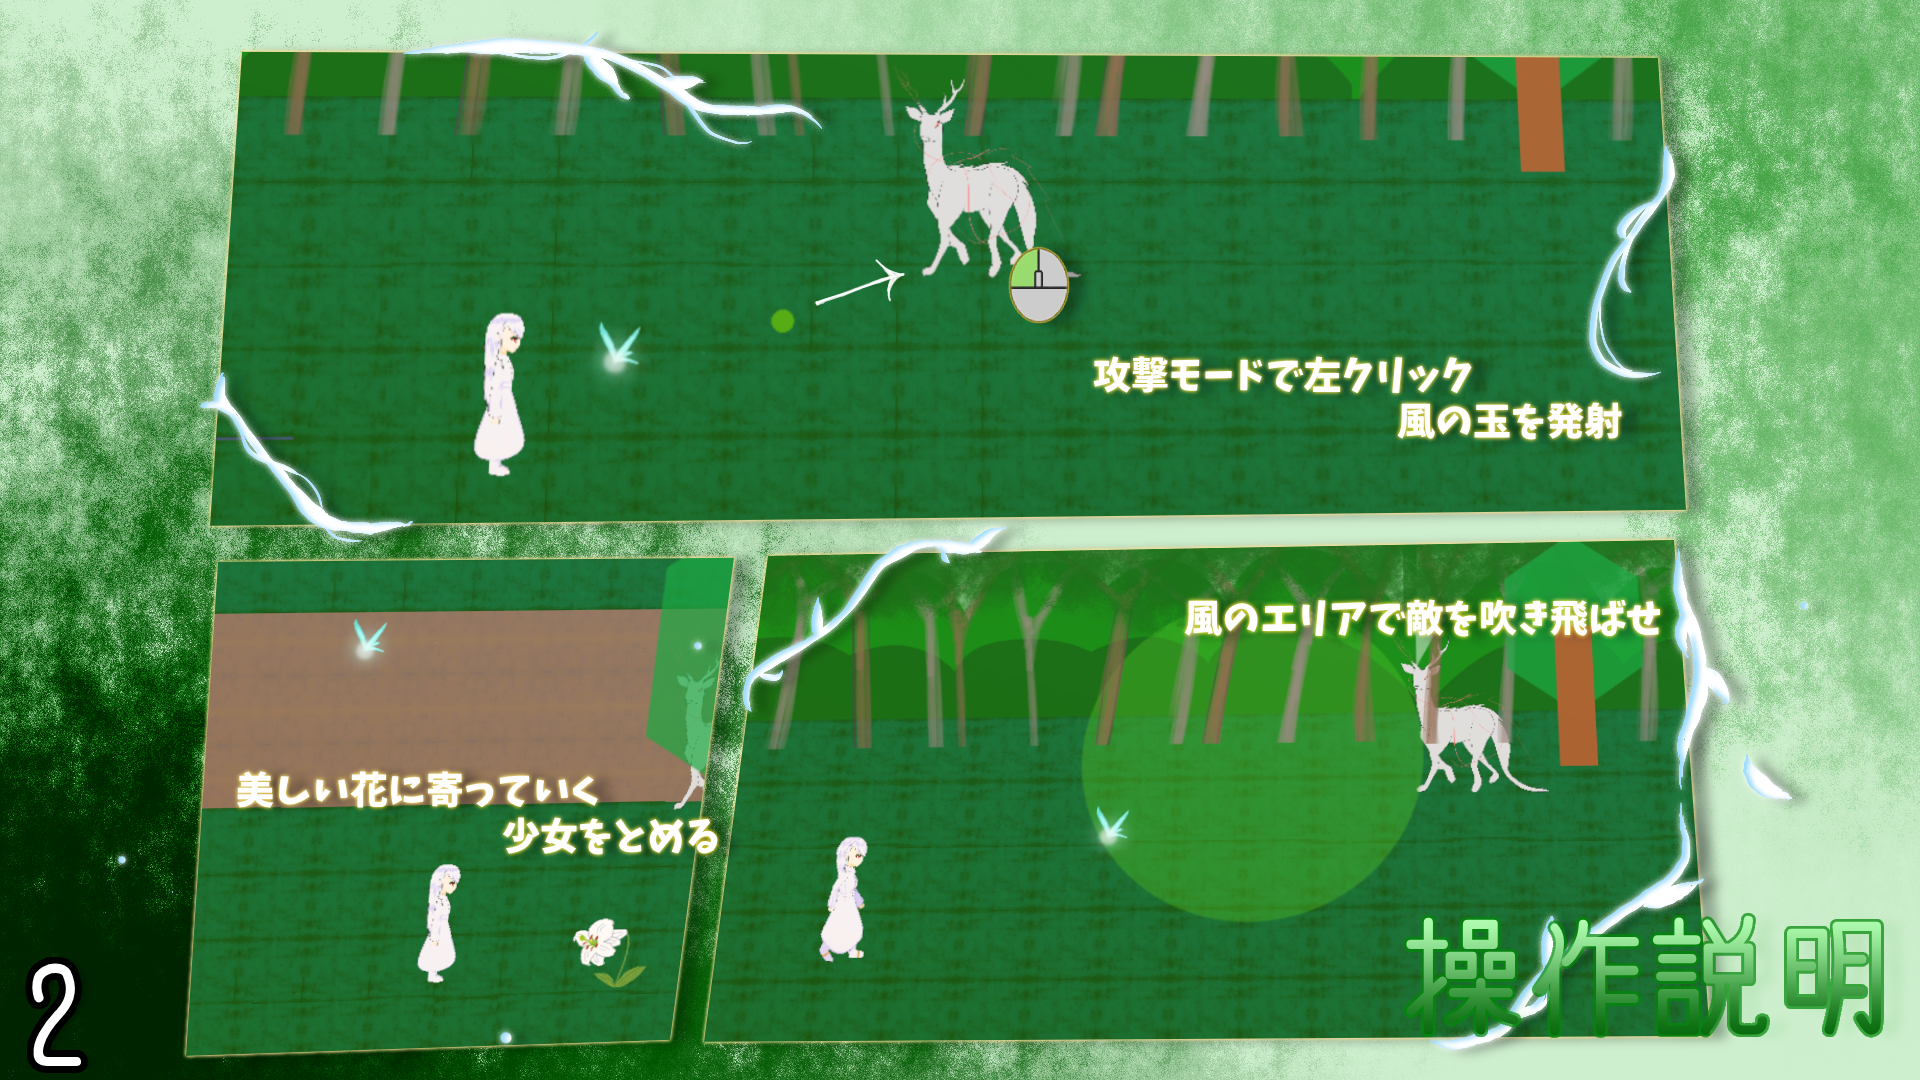 攻撃モードで左クリック
風の玉を発射
風のエリアで敵を吹き飛ばせ
美しい花に寄っていく
少女をとめる
操作説明
2